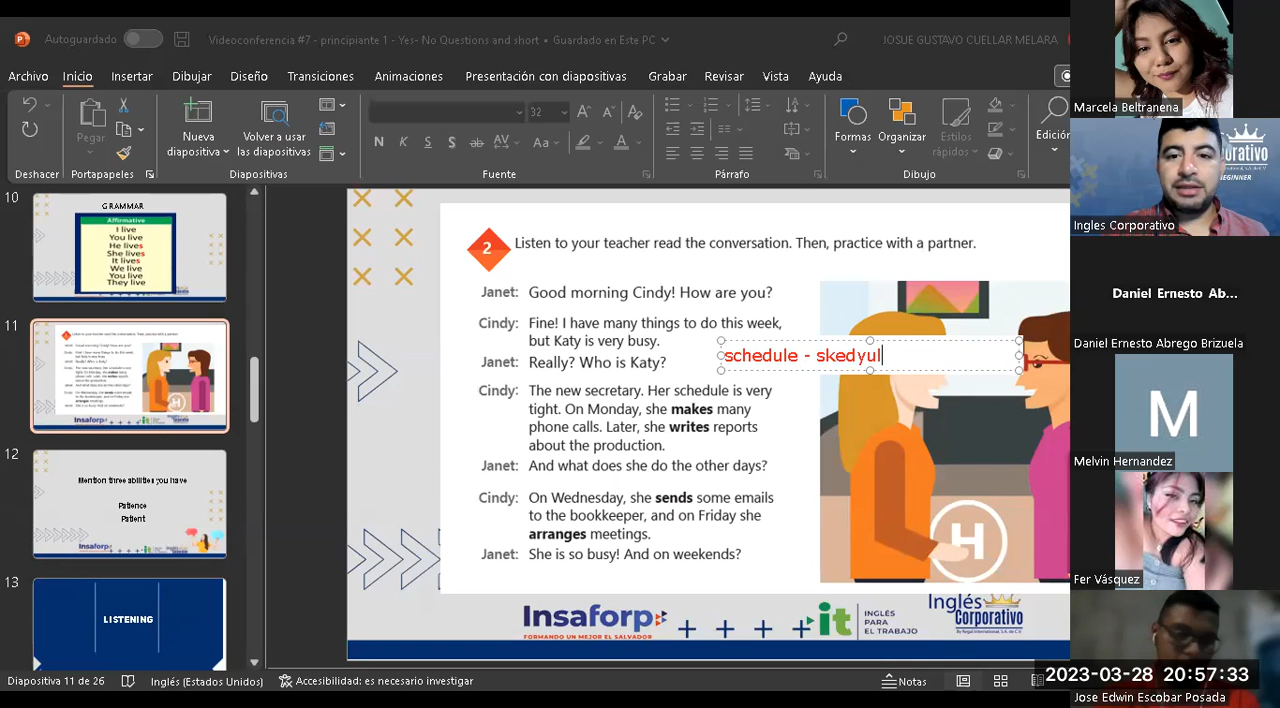 Autoguardado
Videoconferencia #7 - principiante 1 - Yes- No Questions and short • Guardado en Este PC
JOSUE GUSTAVO CUELLAR MELARA
Archivo Inicio Insertar Dibujar Diseño Transiciones Animaciones Presentación con diapositivas Grabar Revisar Vista Ayuda
Pegar
Nueva diapositiva
Volver a usar las diapositivas
32
N K S S ab AV Aa A
Formas
Organizar
Estilos rápidos
Edición
Deshacer Portapapeles Diapositivas Fuente Párrafo Dibujo
10
GRAMMAR
Affirmative
I live
You live
He lives
She lives
It lives
We live
You live
They live
11
12
Mention three abilities you have
Patience
Patient
13
LISTENING
2 Listen to your teacher read the conversation. Then, practice with a partner.
Janet: Good morning Cindy! How are you?
Cindy: Fine! I have many things to do this week,
but Katy is very busy.
schedule - skedyul
Janet: Really? Who is Katy?
Cindy: The new secretary. Her schedule is very
tight. On Monday, she makes many
phone calls. Later, she writes reports
about the production.
Janet: And what does she do the other days?
Cindy: On Wednesday, she sends some emails
to the bookkeeper, and on Friday she
arranges meetings.
Janet: She is so busy! And on weekends?
H
Insaforp
FORMANDO UN MEJOR EL SALVADOR
it INGLÉS
PARA
EL TRABAJO
Inglés
Corporativo
By Regal International, S.A. de C.V.
Diapositiva 11 de 26
Inglés (Estados Unidos)
Accesibilidad: es necesario investigar
Notas
Marcela Beltranena
Ingles Corporativo
Daniel Ernesto Ab...
Daniel Ernesto Abrego Brizuela
M
Melvin Hernandez
Fer Vásquez
2023-03-28 20:57:33
Jose Edwin Escobar Posada